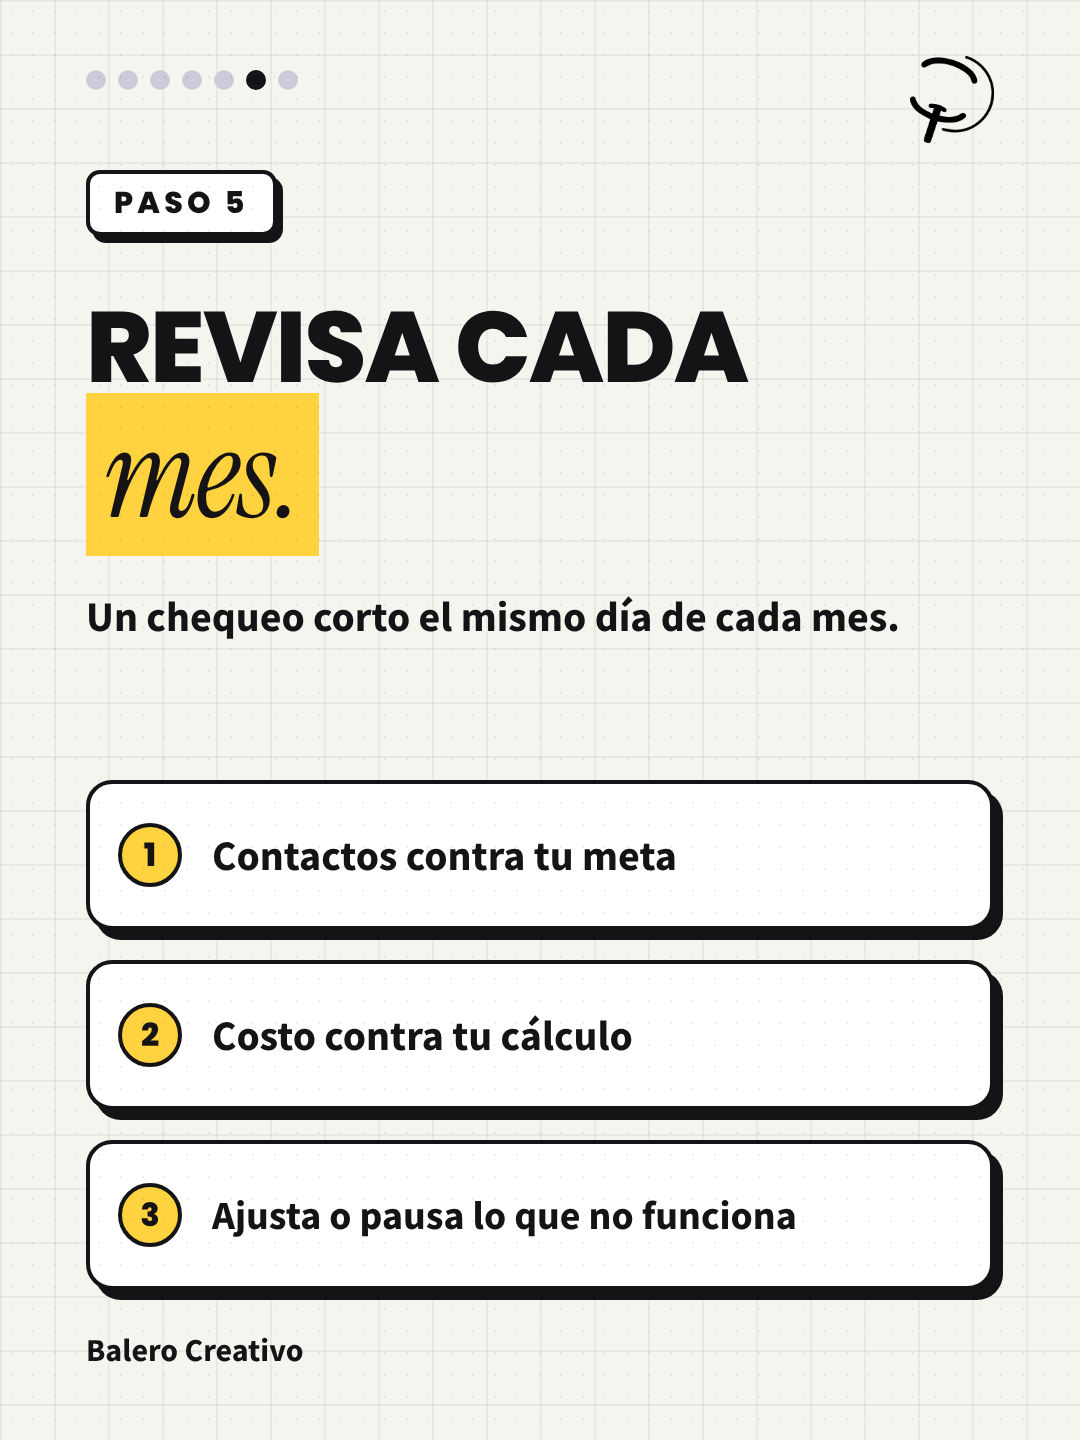 PASO 5
REVISA CADA
mes.
Un chequeo corto el mismo día de cada mes.
1 Contactos contra tu meta
2 Costo contra tu cálculo
3 Ajusta o pausa lo que no funciona
Balero Creativo